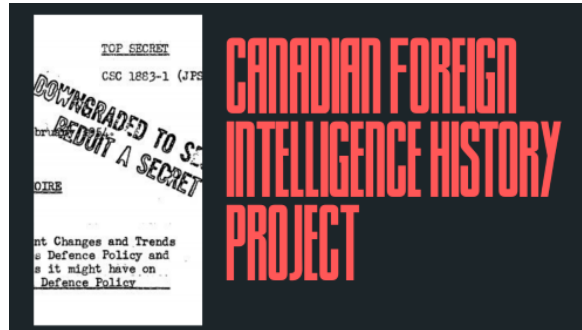 TOP SECRET
CSC 1883-1 (JPS
DOWNGRADED TO SE
REDUIT A SECRET
OIRE
nt Changes and Trends
s Defence Policy and
s it might have on
Defence Policy
CANADIAN FOREIGN
INTELLIGENCE HISTORY
PROJECT